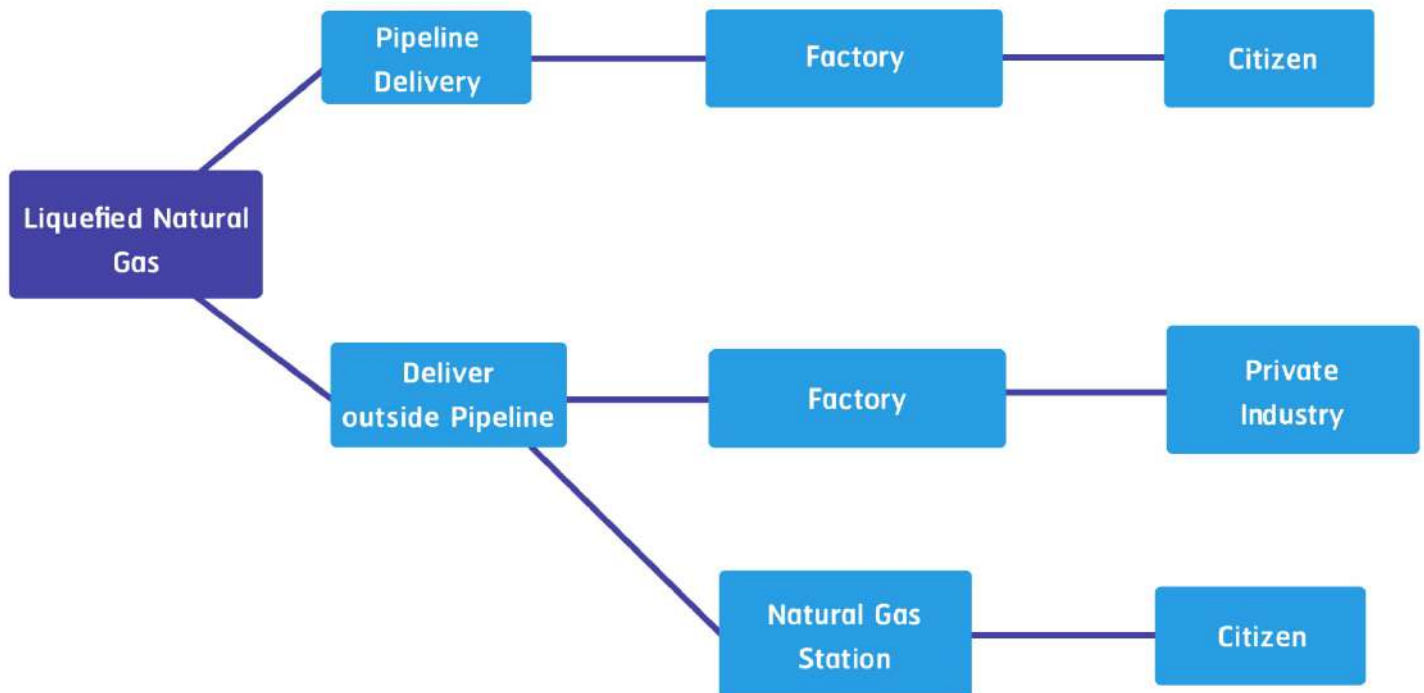 Pipeline
Delivery
Factory
Citizen
Liquefied Natural
Gas
Deliver
outside Pipeline
Factory
Private
Industry
Natural Gas
Station
Citizen